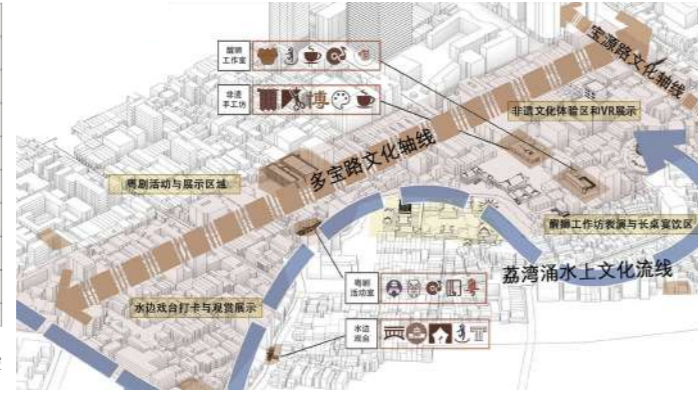 醒狮
工作室
宝源路文化轴线
非遗
手工坊
博
非遗文化体验区和VR展示
多宝路文化轴线
粤剧活动与展示区域
醒狮工作坊表演与长桌宴饮区
荔湾涌水上文化流线
粤剧
活动室
水边戏台打卡与观赏展示
水边
戏台